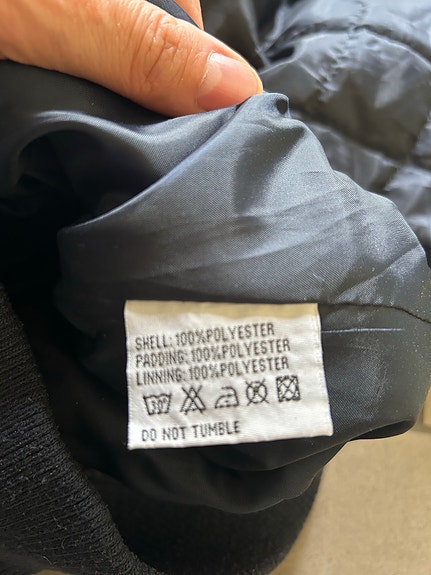 SHELL: 100%POLYESTER
PADDING: 100%POLYESTER
LINNING: 100%POLYESTER
DO NOT TUMBLE